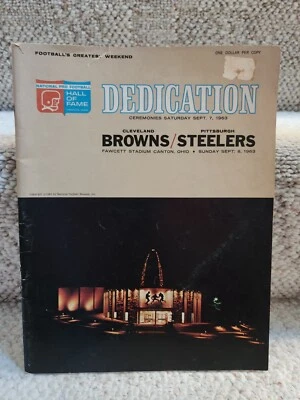 FOOTBALL'S GREATEST WEEKEND
ONE DOLLAR PER COPY
NATIONAL PRO FOOTBALL
HALL
OF
FAME
DEDICATION
CEREMONIES SATURDAY SEPT. 7, 1963
CLEVELAND PITTSBURGH
BROWNS/STEELERS
FAWCETT STADIUM CANTON, OHIO • SUNDAY SEPT. 8, 1963